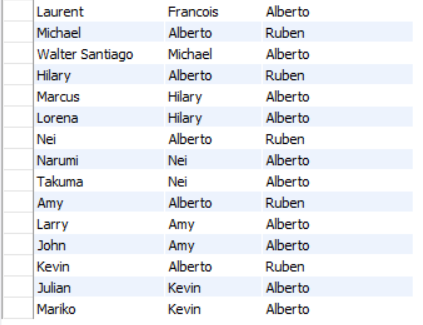 Laurent Francois Alberto
Michael Alberto Ruben
Walter Santiago Michael Alberto
Hilary Alberto Ruben
Marcus Hilary Alberto
Lorena Hilary Alberto
Nei Alberto Ruben
Narumi Nei Alberto
Takuma Nei Alberto
Amy Alberto Ruben
Larry Amy Alberto
John Amy Alberto
Kevin Alberto Ruben
Julian Kevin Alberto
Mariko Kevin Alberto